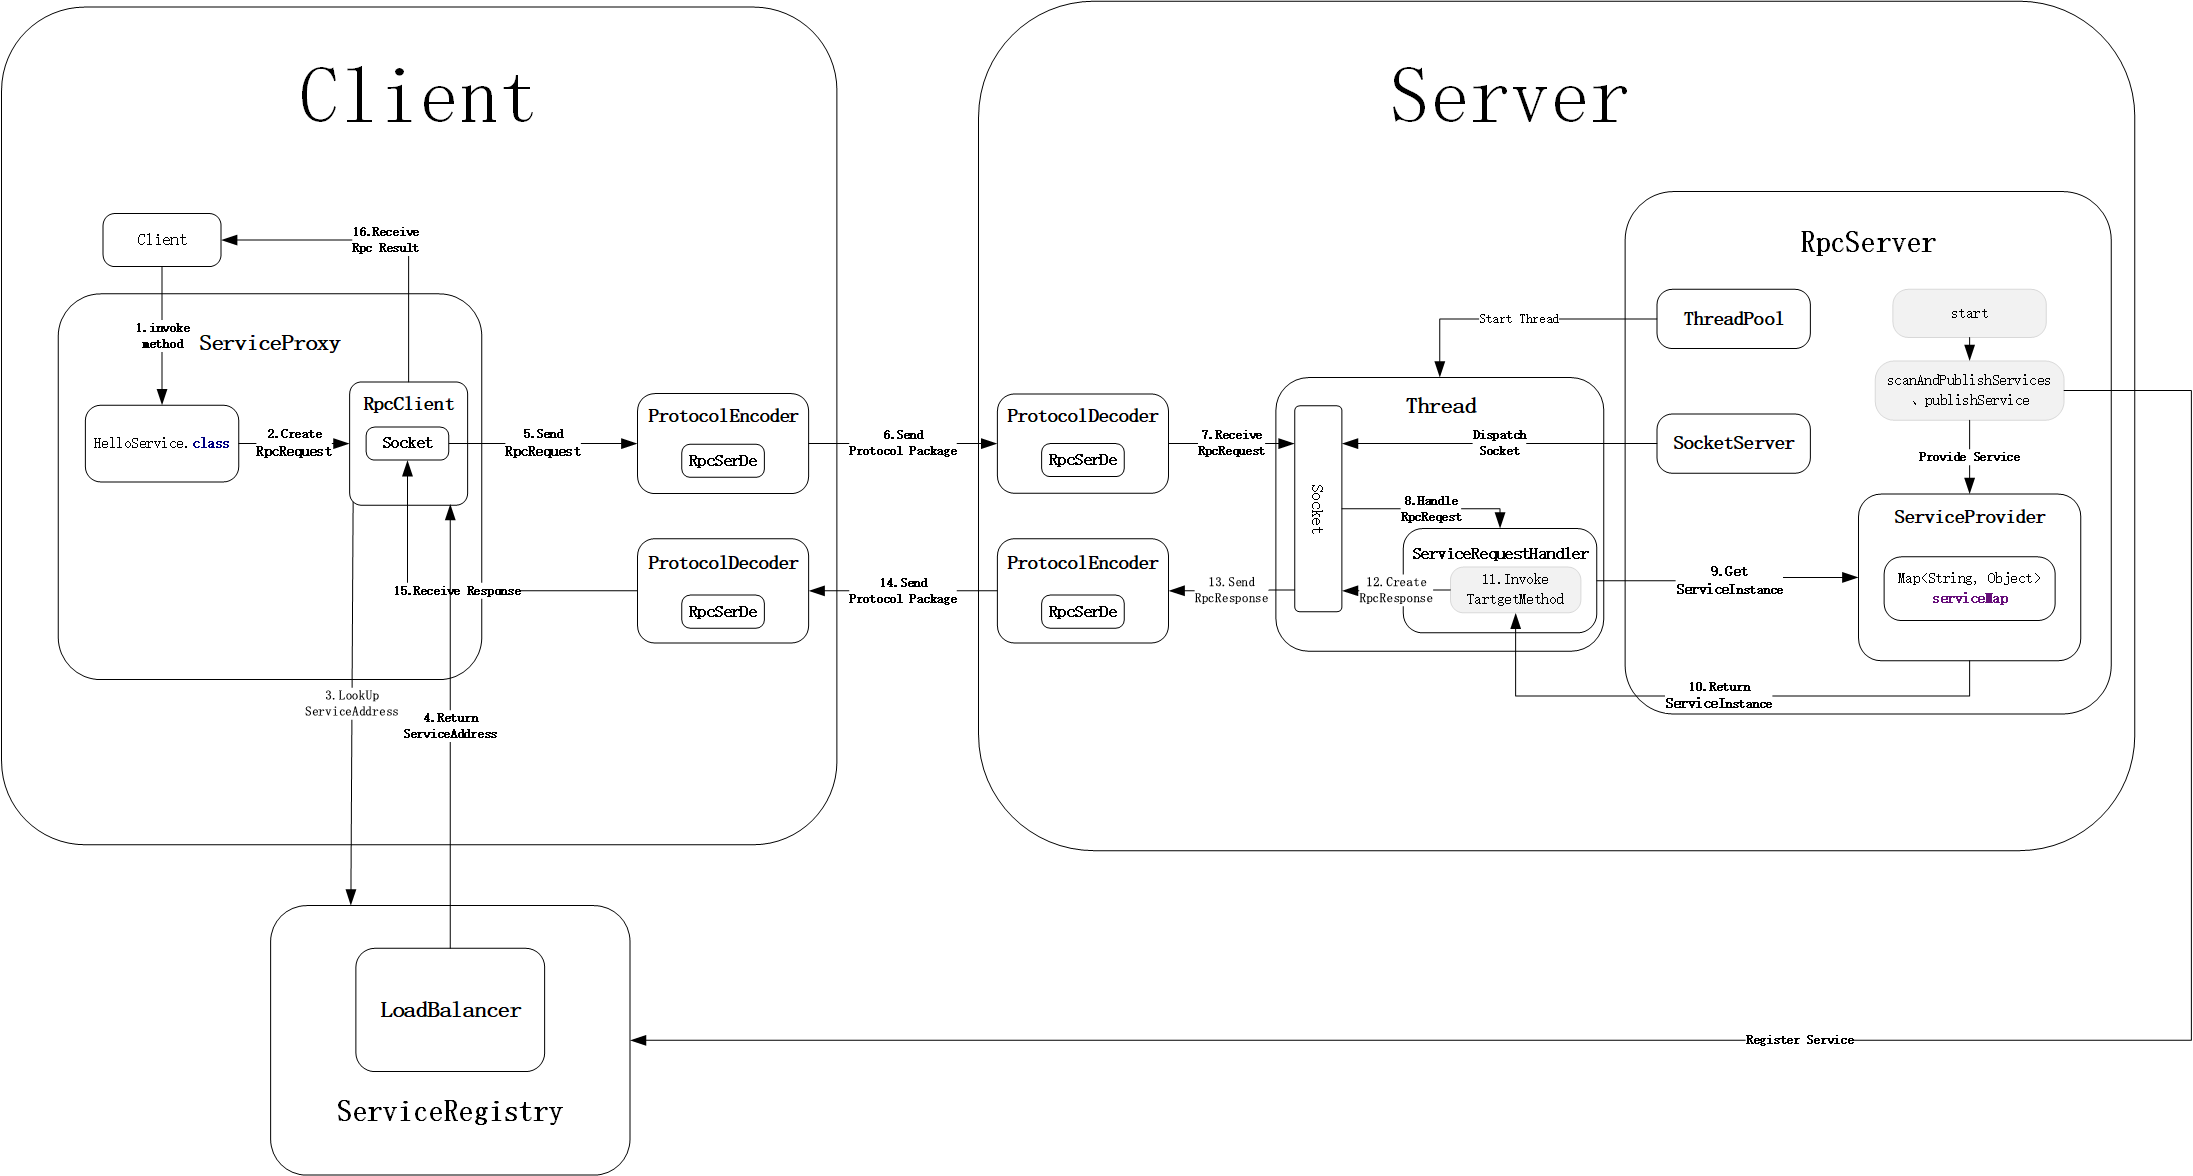 Client
Server
Client
16.Receive
Rpc Result
1.invoke
method
ServiceProxy
HelloService.class
2.Create
RpcRequest
RpcClient
Socket
5.Send
RpcRequest
ProtocolEncoder
RpcSerDe
6.Send
Protocol Package
ProtocolDecoder
RpcSerDe
7.Receive
RpcRequest
Start Thread
Thread
Socket
Dispatch
Socket
8.Handle
RpcReqest
ServiceRequestHandler
11.Invoke
TartgetMethod
12.Create
RpcResponse
13.Send
RpcResponse
ProtocolEncoder
RpcSerDe
14.Send
Protocol Package
ProtocolDecoder
RpcSerDe
15.Receive Response
RpcServer
ThreadPool
start
scanAndPublishServices
、publishService
SocketServer
Provide Service
ServiceProvider
Map<String, Object>
serviceMap
9.Get
ServiceInstance
10.Return
ServiceInstance
3.LookUp
ServiceAddress
4.Return
ServiceAddress
LoadBalancer
ServiceRegistry
Register Service